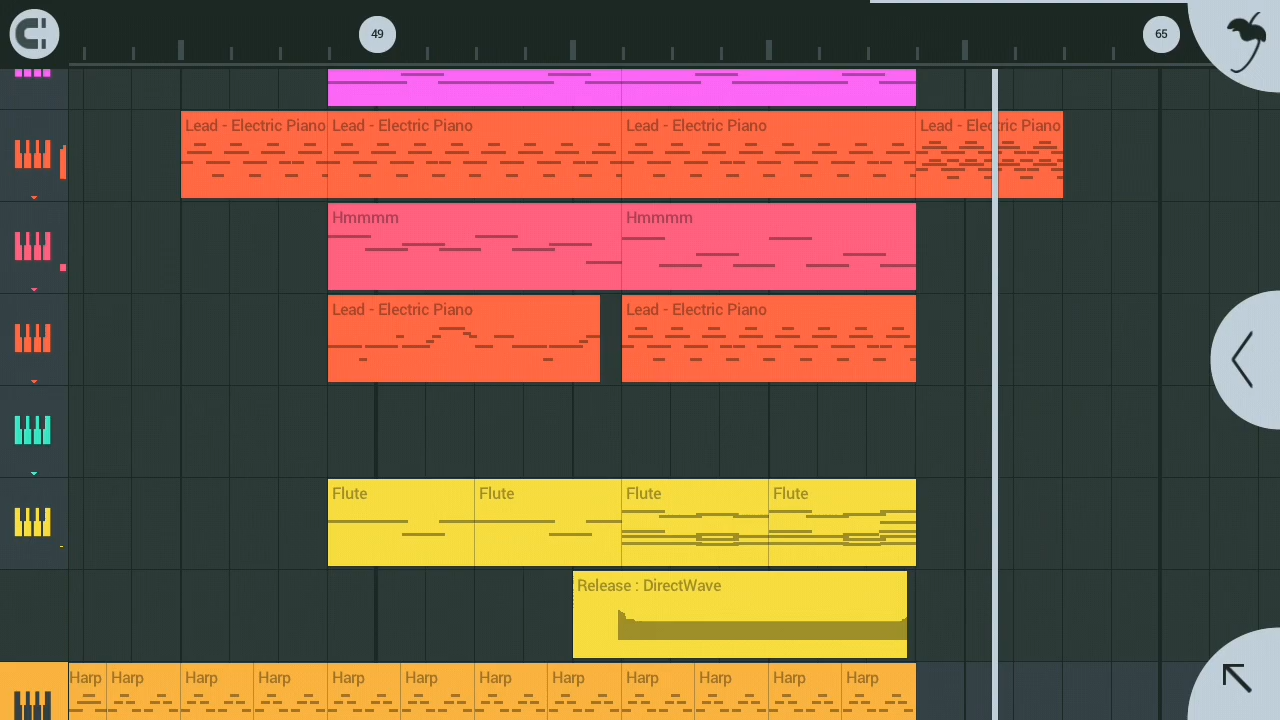 49 65
Lead - Electric Piano Lead - Electric Piano Lead - Electric Piano Lead - Electric Piano
Hmmmm Hmmmm
Lead - Electric Piano Lead - Electric Piano
Flute Flute Flute Flute
Release : DirectWave
Harp Harp Harp Harp Harp Harp Harp Harp Harp Harp Harp